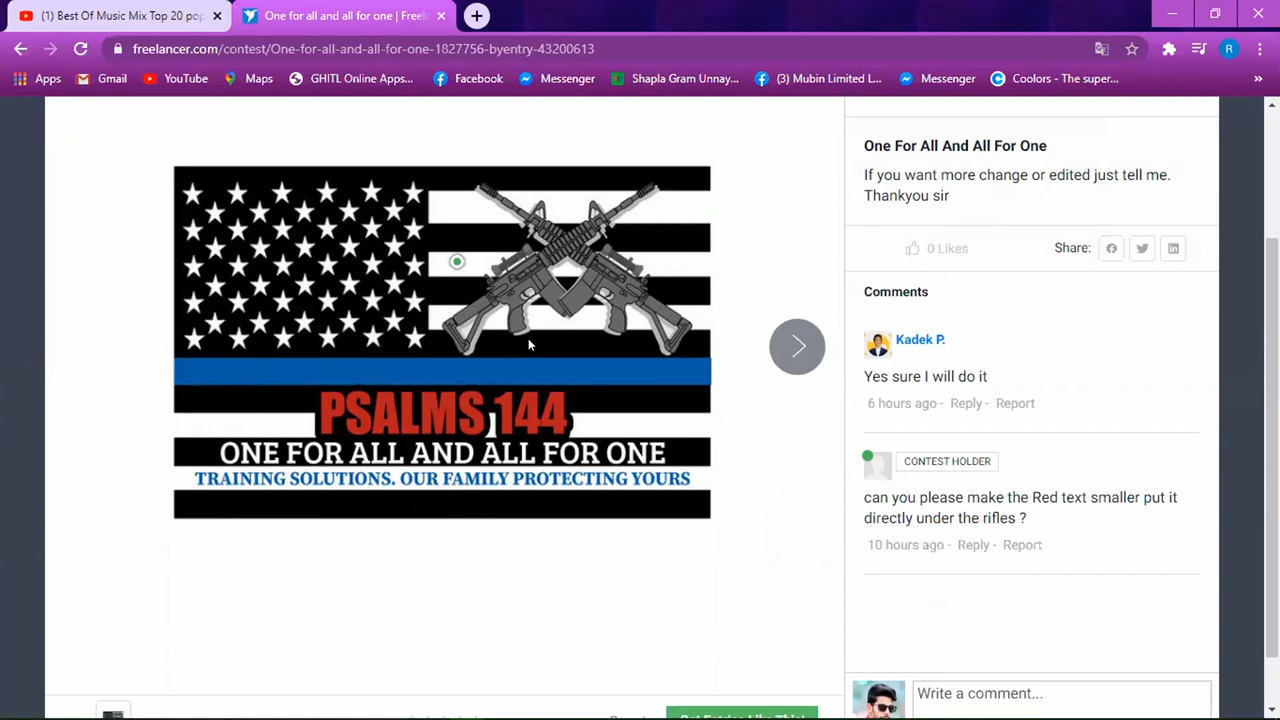 (1) Best Of Music Mix Top 20 pop
One for all and all for one | Freel
freelancer.com/contest/One-for-all-and-all-for-one-1827756-byentry-43200613
R
Apps
Gmail
YouTube
Maps
GHITL Online Apps...
Facebook
Messenger
Shapla Gram Unnay...
(3) Mubin Limited L...
Messenger
Coolors - The super...
»
PSALMS 144
ONE FOR ALL AND ALL FOR ONE
TRAINING SOLUTIONS. OUR FAMILY PROTECTING YOURS
One For All And All For One
If you want more change or edited just tell me.
Thankyou sir
0 Likes
Share:
Comments
Kadek P.
Yes sure I will do it
6 hours ago - Reply - Report
CONTEST HOLDER
can you please make the Red text smaller put it
directly under the rifles ?
10 hours ago - Reply - Report
Write a comment...
Get Entries Like This!